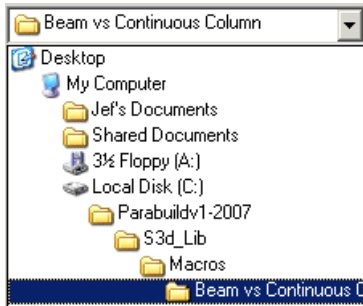 Beam vs Continuous Column
Desktop
My Computer
Jef's Documents
Shared Documents
3½ Floppy (A:)
Local Disk (C:)
Parabuildv1-2007
S3d_Lib
Macros
Beam vs Continuous C